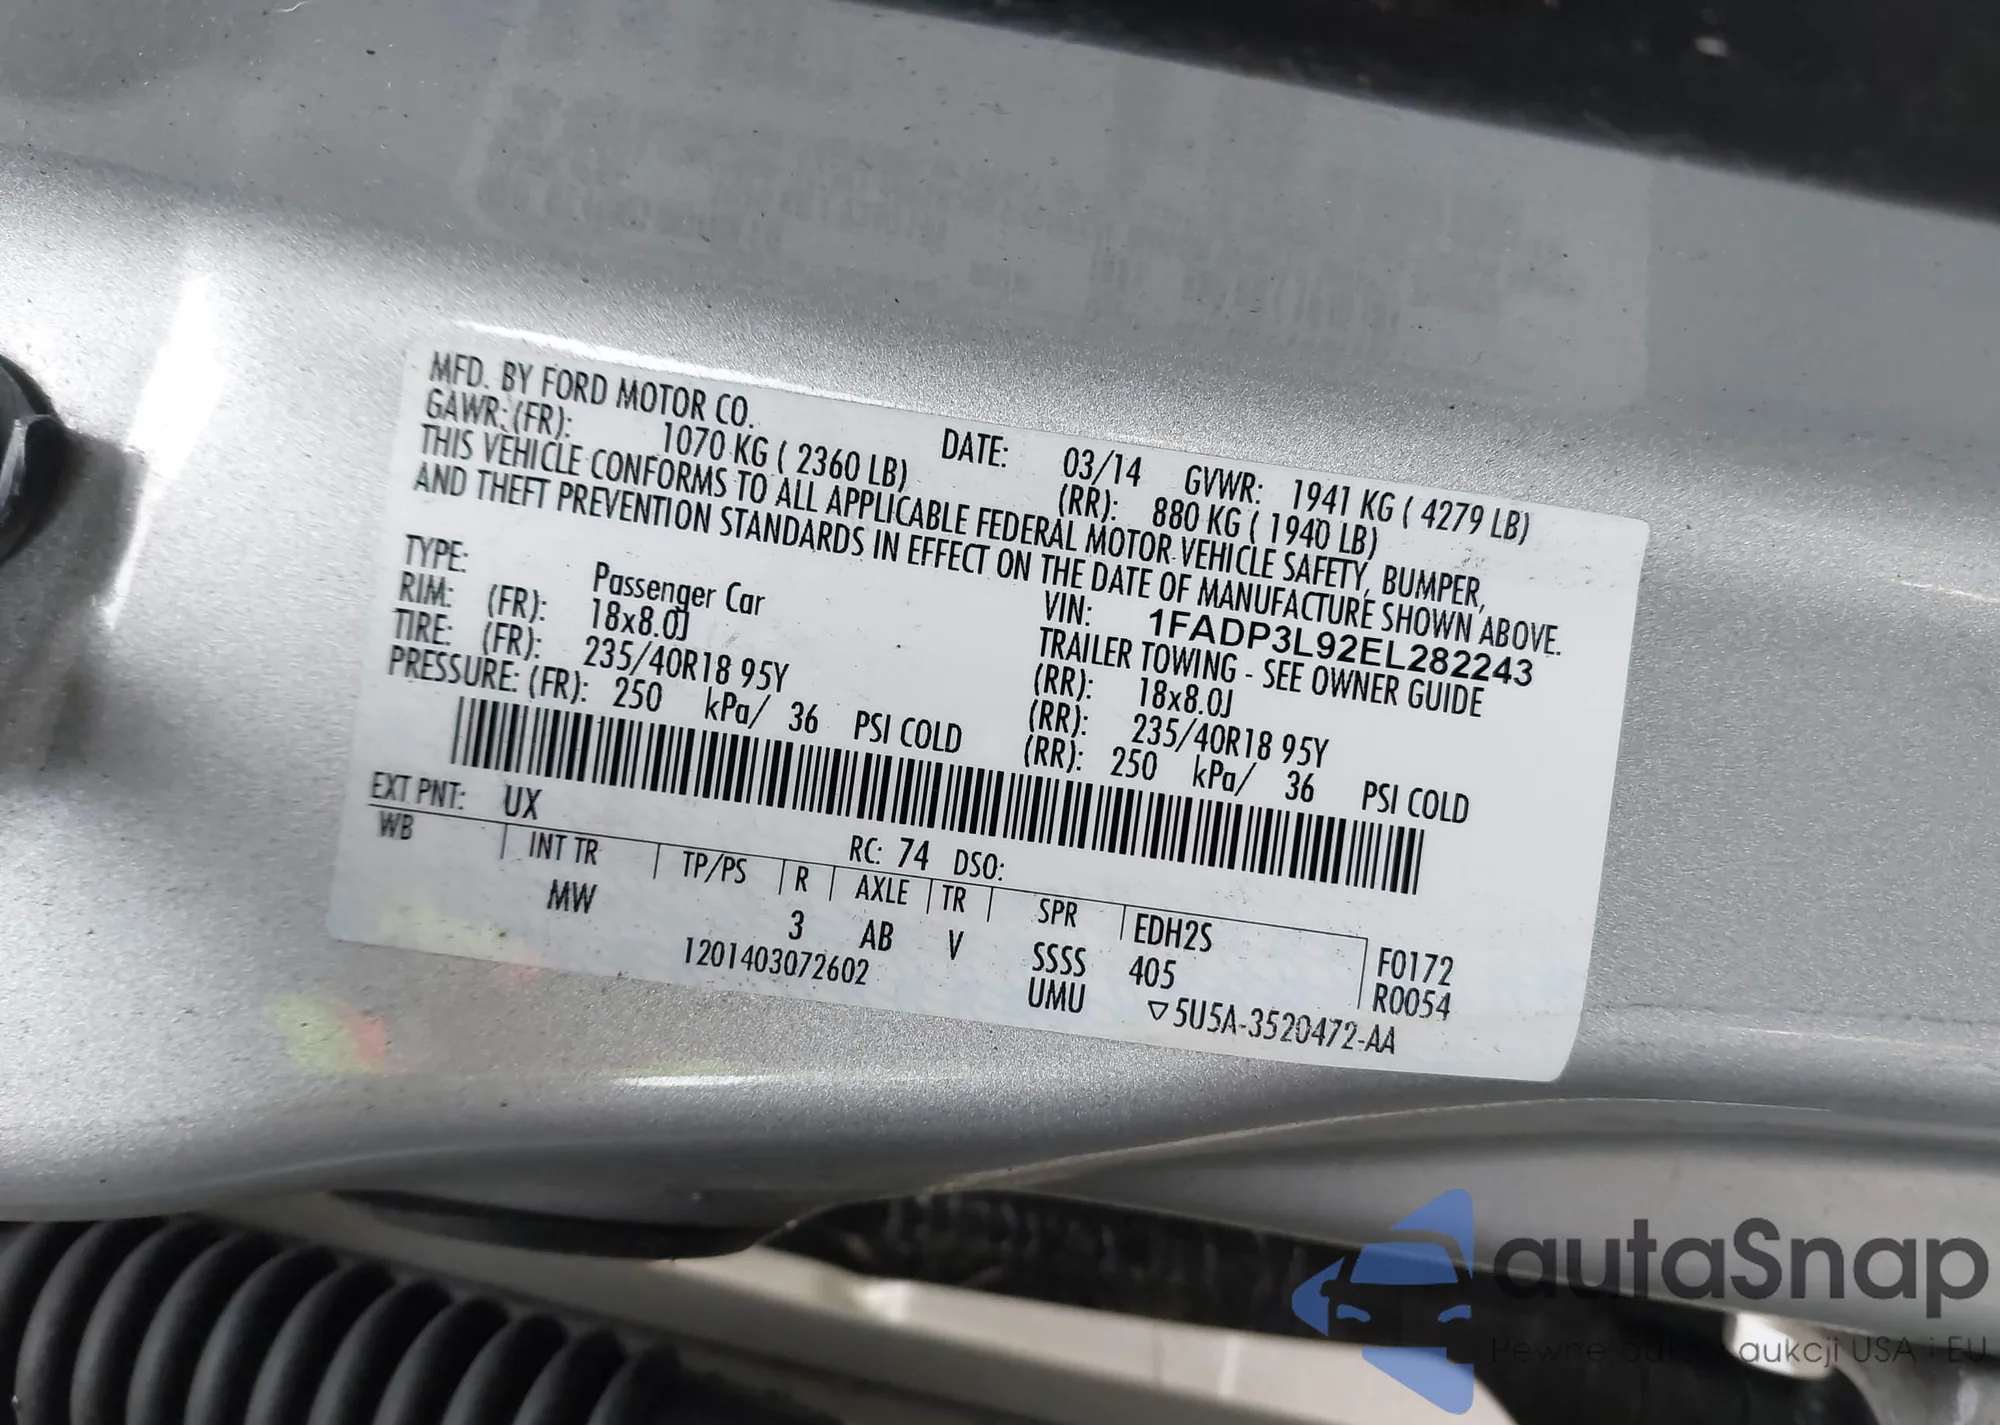 MFD. BY FORD MOTOR CO.
DATE: 03/14 GVWR: 1941 KG ( 4279 LB)
GAWR: (FR): 1070 KG ( 2360 LB) (RR): 880 KG ( 1940 LB)
THIS VEHICLE CONFORMS TO ALL APPLICABLE FEDERAL MOTOR VEHICLE SAFETY, BUMPER,
AND THEFT PREVENTION STANDARDS IN EFFECT ON THE DATE OF MANUFACTURE SHOWN ABOVE.
VIN: 1FADP3L92EL282243
TYPE: Passenger Car TRAILER TOWING - SEE OWNER GUIDE
RIM: (FR): 18x8.0J (RR): 18x8.0J
TIRE: (FR): 235/40R18 95Y (RR): 235/40R18 95Y
PRESSURE: (FR): 250 kPa/ 36 PSI COLD (RR): 250 kPa/ 36 PSI COLD
EXT PNT: UX RC: 74 DSO:
WB INT TR TP/PS R AXLE TR SPR EDH2S F0172
MW 3 AB V SSSS 405 R0054
1201403072602 UMU ▽5U5A-3520472-AA
autaSnap
Pewne aukcji USA i EU